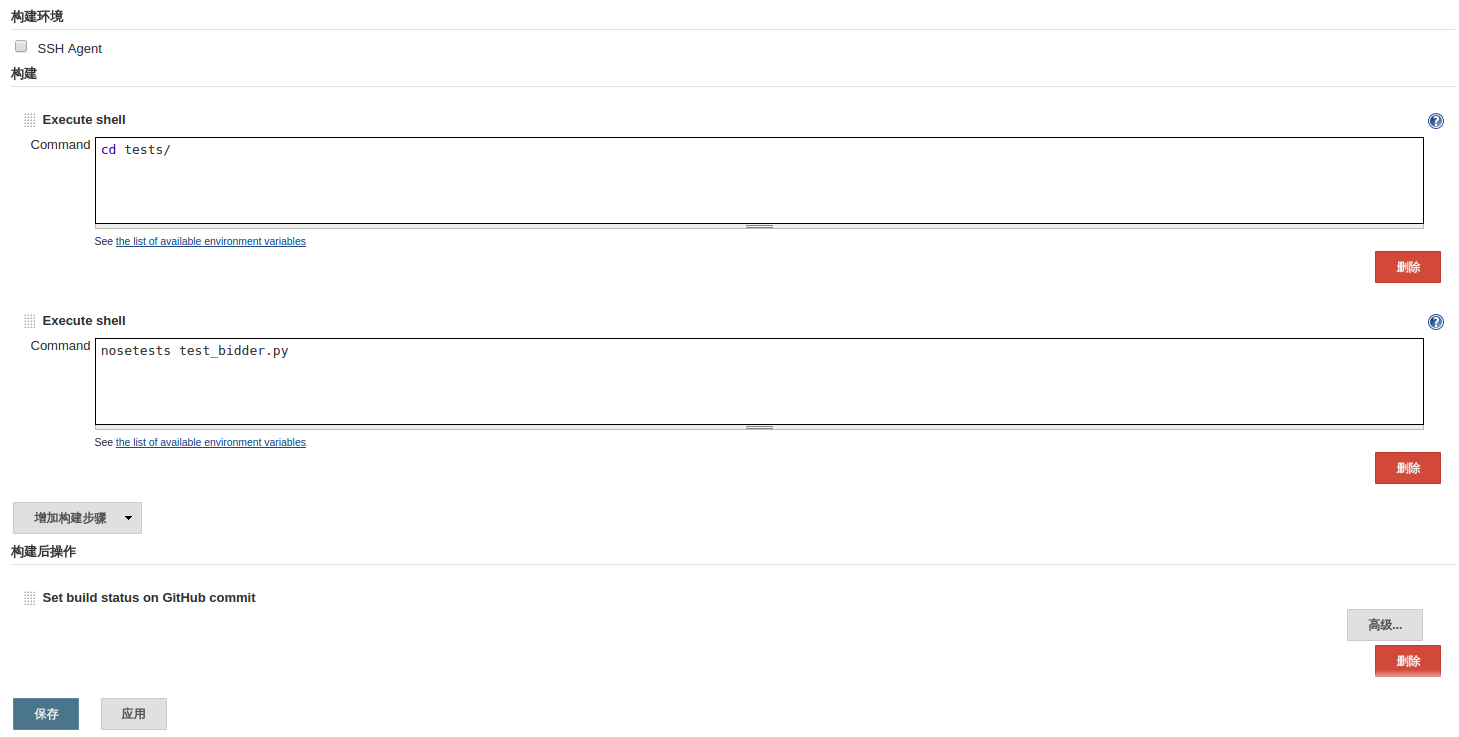 构建环境
SSH Agent
构建
Execute shell
Command
cd tests/
See the list of available environment variables
删除
Execute shell
Command
nosetests test_bidder.py
See the list of available environment variables
删除
增加构建步骤
构建后操作
Set build status on GitHub commit
高级...
删除
保存 应用